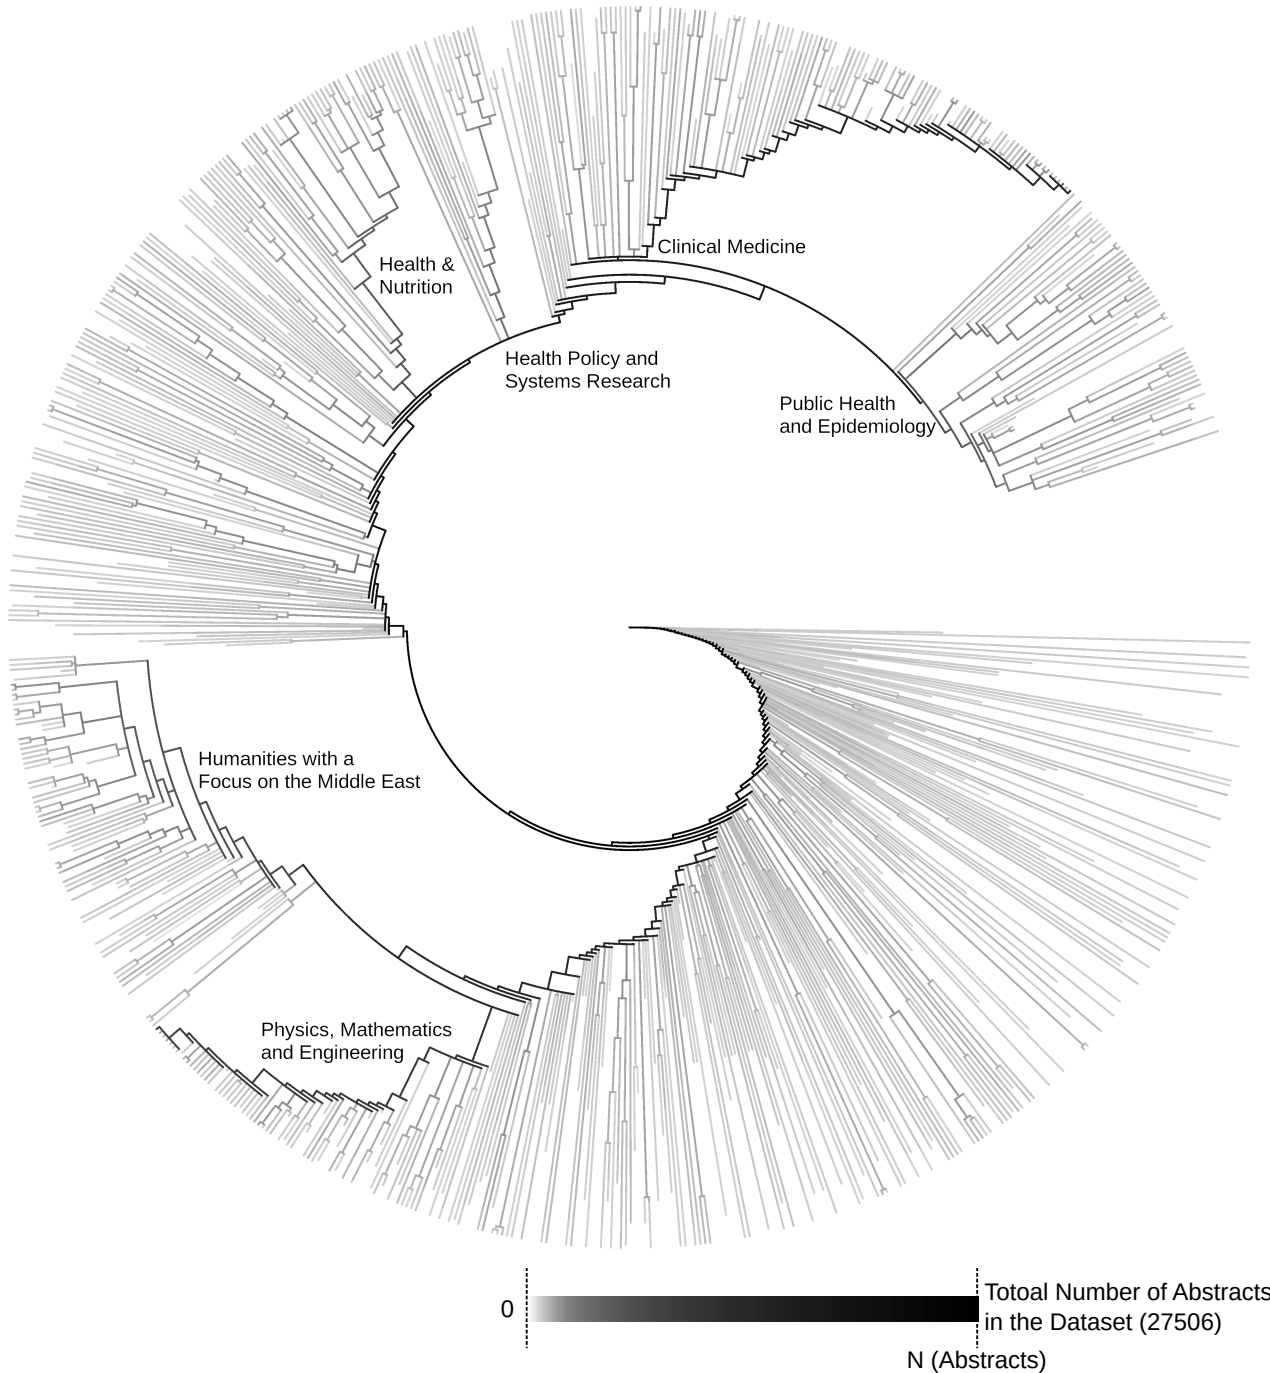 Clinical Medicine
Health &
Nutrition
Health Policy and
Systems Research
Public Health
and Epidemiology
Humanities with a
Focus on the Middle East
Physics, Mathematics
and Engineering
0
Totoal Number of Abstracts
in the Dataset (27506)
N (Abstracts)